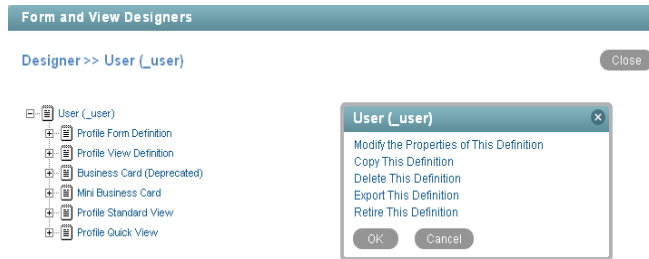 Form and View Designers
Designer >> User (_user)
Close
User (_user)
Profile Form Definition
Profile View Definition
Business Card (Deprecated)
Mini Business Card
Profile Standard View
Profile Quick View
User (_user)
Modify the Properties of This Definition
Copy This Definition
Delete This Definition
Export This Definition
Retire This Definition
OK Cancel